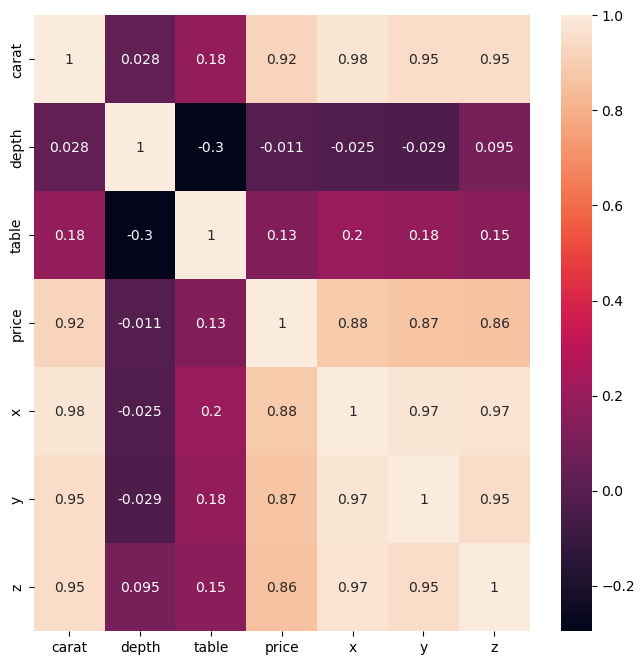 carat 1 0.028 0.18 0.92 0.98 0.95 0.95
depth 0.028 1 -0.3 -0.011 -0.025 -0.029 0.095
table 0.18 -0.3 1 0.13 0.2 0.18 0.15
price 0.92 -0.011 0.13 1 0.88 0.87 0.86
x 0.98 -0.025 0.2 0.88 1 0.97 0.97
y 0.95 -0.029 0.18 0.87 0.97 1 0.95
z 0.95 0.095 0.15 0.86 0.97 0.95 1
carat depth table price x y z
1.0
0.8
0.6
0.4
0.2
0.0
−0.2